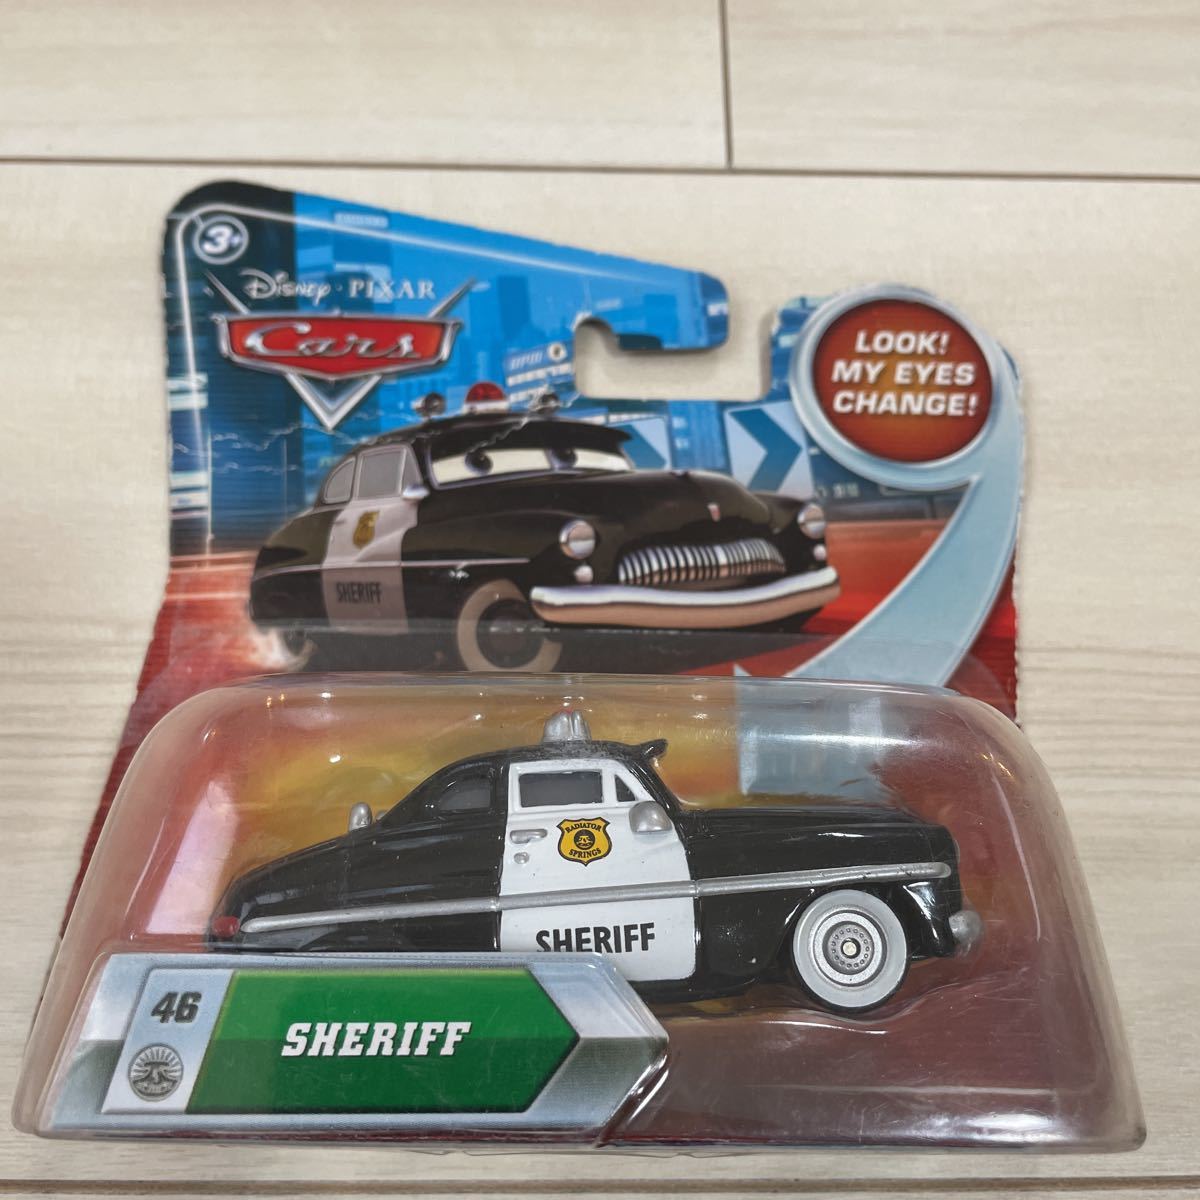 3+
DISNEY · PIXAR
Cars
LOOK!
MY EYES
CHANGE!
SHERIFF
RADIATOR
SPRINGS
SHERIFF
46
SHERIFF